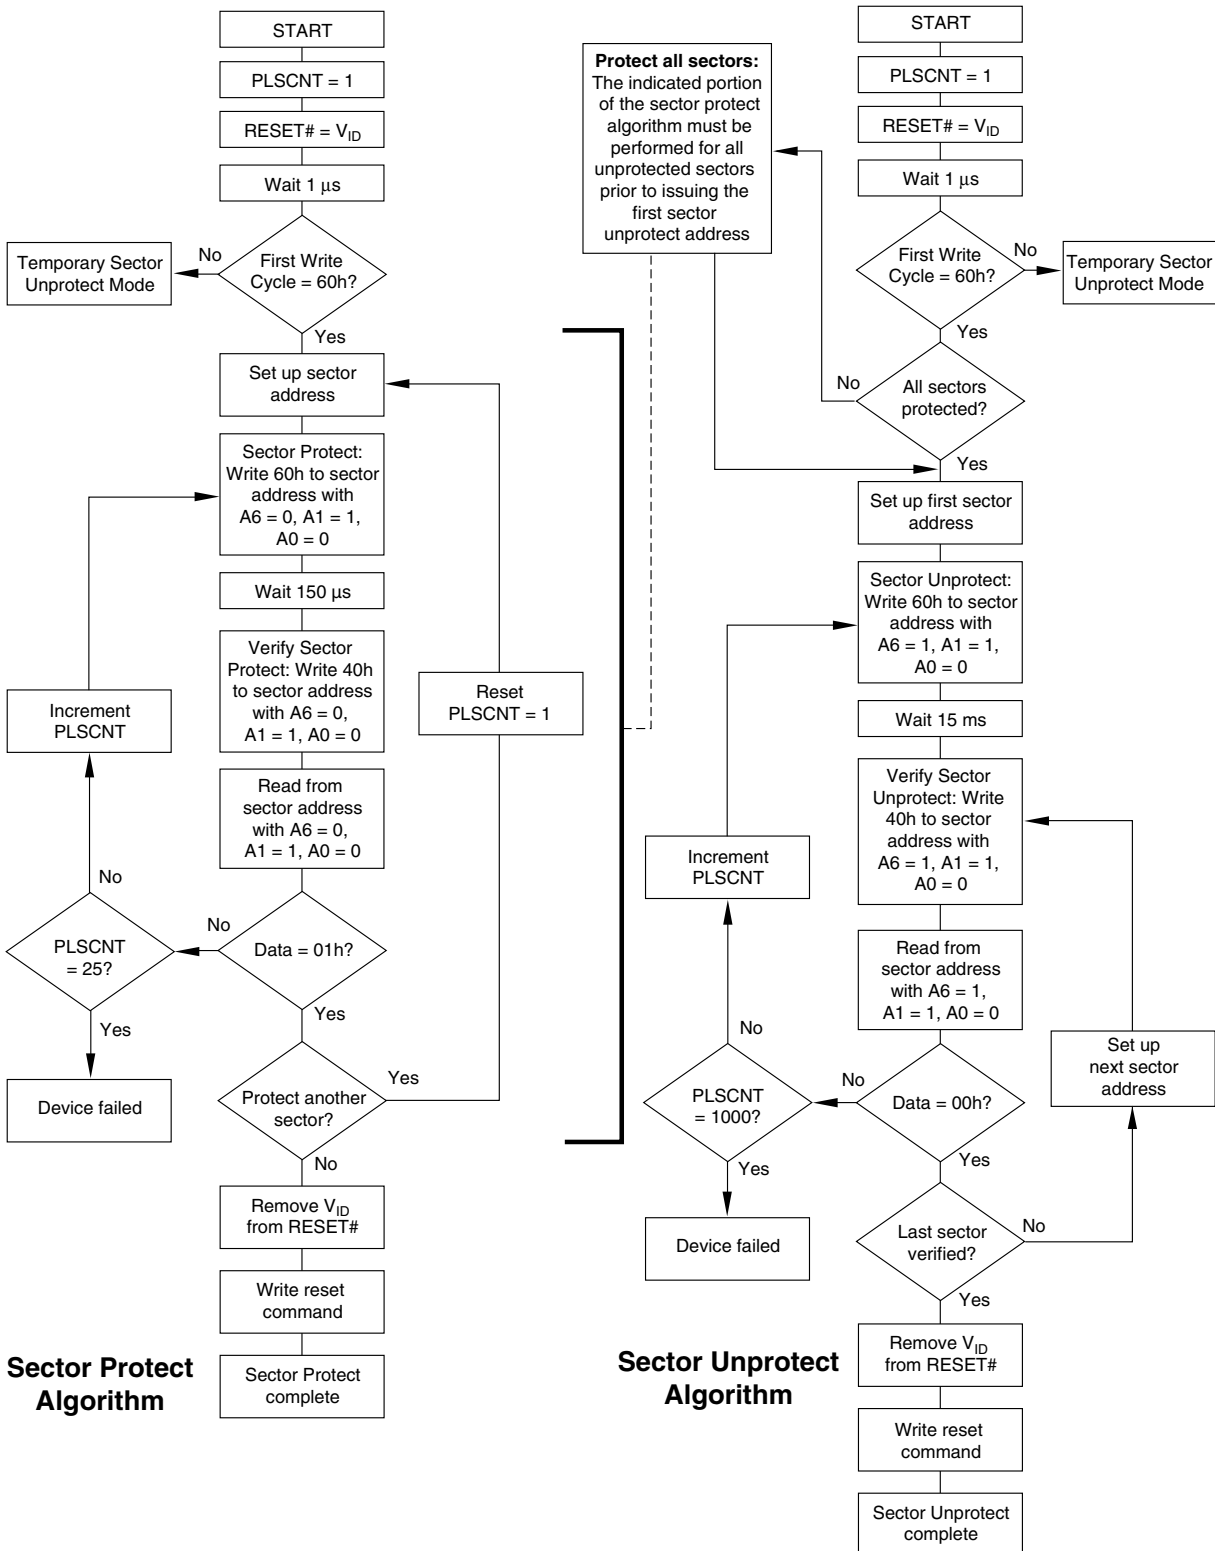 START
PLSCNT = 1
RESET# = VID
Wait 1 μs
First Write
Cycle = 60h?
No
Temporary Sector
Unprotect Mode
Yes
Set up sector
address
Sector Protect:
Write 60h to sector
address with
A6 = 0, A1 = 1,
A0 = 0
Wait 150 μs
Verify Sector
Protect: Write 40h
to sector address
with A6 = 0,
A1 = 1, A0 = 0
Increment
PLSCNT
Reset
PLSCNT = 1
Read from
sector address
with A6 = 0,
A1 = 1, A0 = 0
No
PLSCNT
= 25?
No
Data = 01h?
Yes
Yes
Device failed
Protect another
sector?
Yes
No
Remove VID
from RESET#
Write reset
command
Sector Protect
complete
Sector Protect
Algorithm
Protect all sectors:
The indicated portion
of the sector protect
algorithm must be
performed for all
unprotected sectors
prior to issuing the
first sector
unprotect address
START
PLSCNT = 1
RESET# = VID
Wait 1 μs
First Write
Cycle = 60h?
No
Temporary Sector
Unprotect Mode
Yes
No
All sectors
protected?
Yes
Set up first sector
address
Sector Unprotect:
Write 60h to sector
address with
A6 = 1, A1 = 1,
A0 = 0
Wait 15 ms
Verify Sector
Unprotect: Write
40h to sector
address with
A6 = 1, A1 = 1,
A0 = 0
Increment
PLSCNT
Read from
sector address
with A6 = 1,
A1 = 1, A0 = 0
No
Set up
next sector
address
PLSCNT
= 1000?
No
Data = 00h?
Yes
Yes
Device failed
Last sector
verified?
No
Yes
Remove VID
from RESET#
Write reset
command
Sector Unprotect
complete
Sector Unprotect
Algorithm